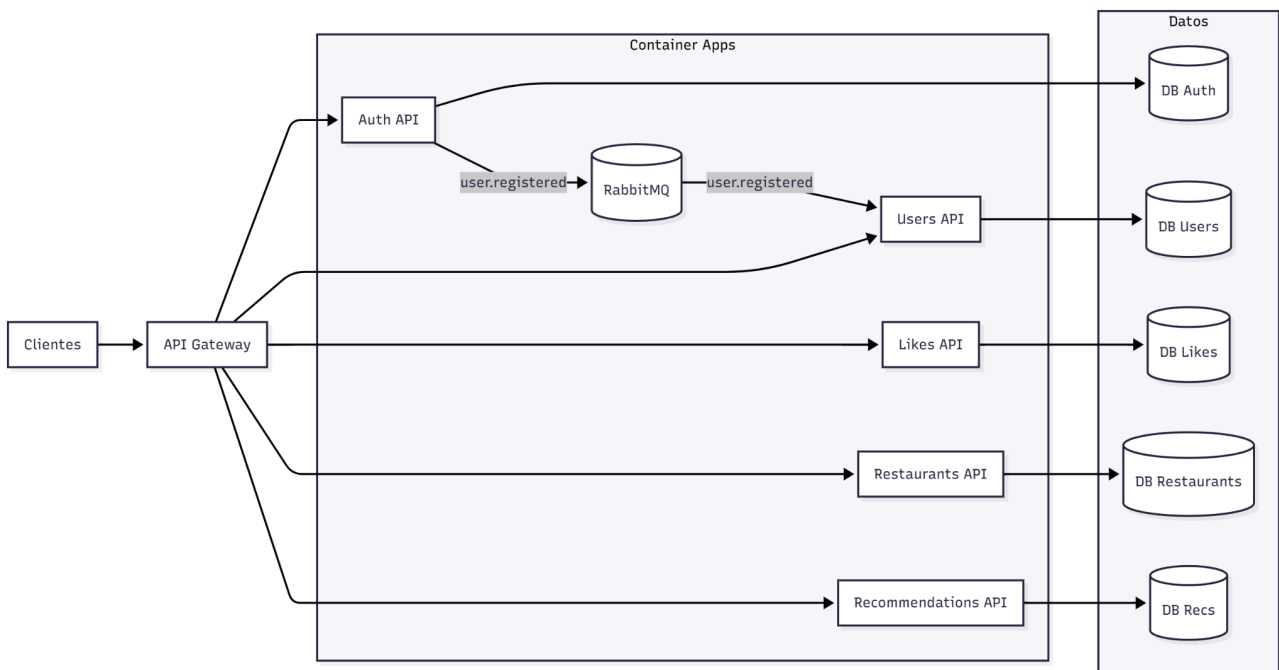 Datos
Container Apps
DB Auth
Auth API
user.registered
RabbitMQ
user.registered
Users API
DB Users
Clientes
API Gateway
Likes API
DB Likes
Restaurants API
DB Restaurants
Recommendations API
DB Recs